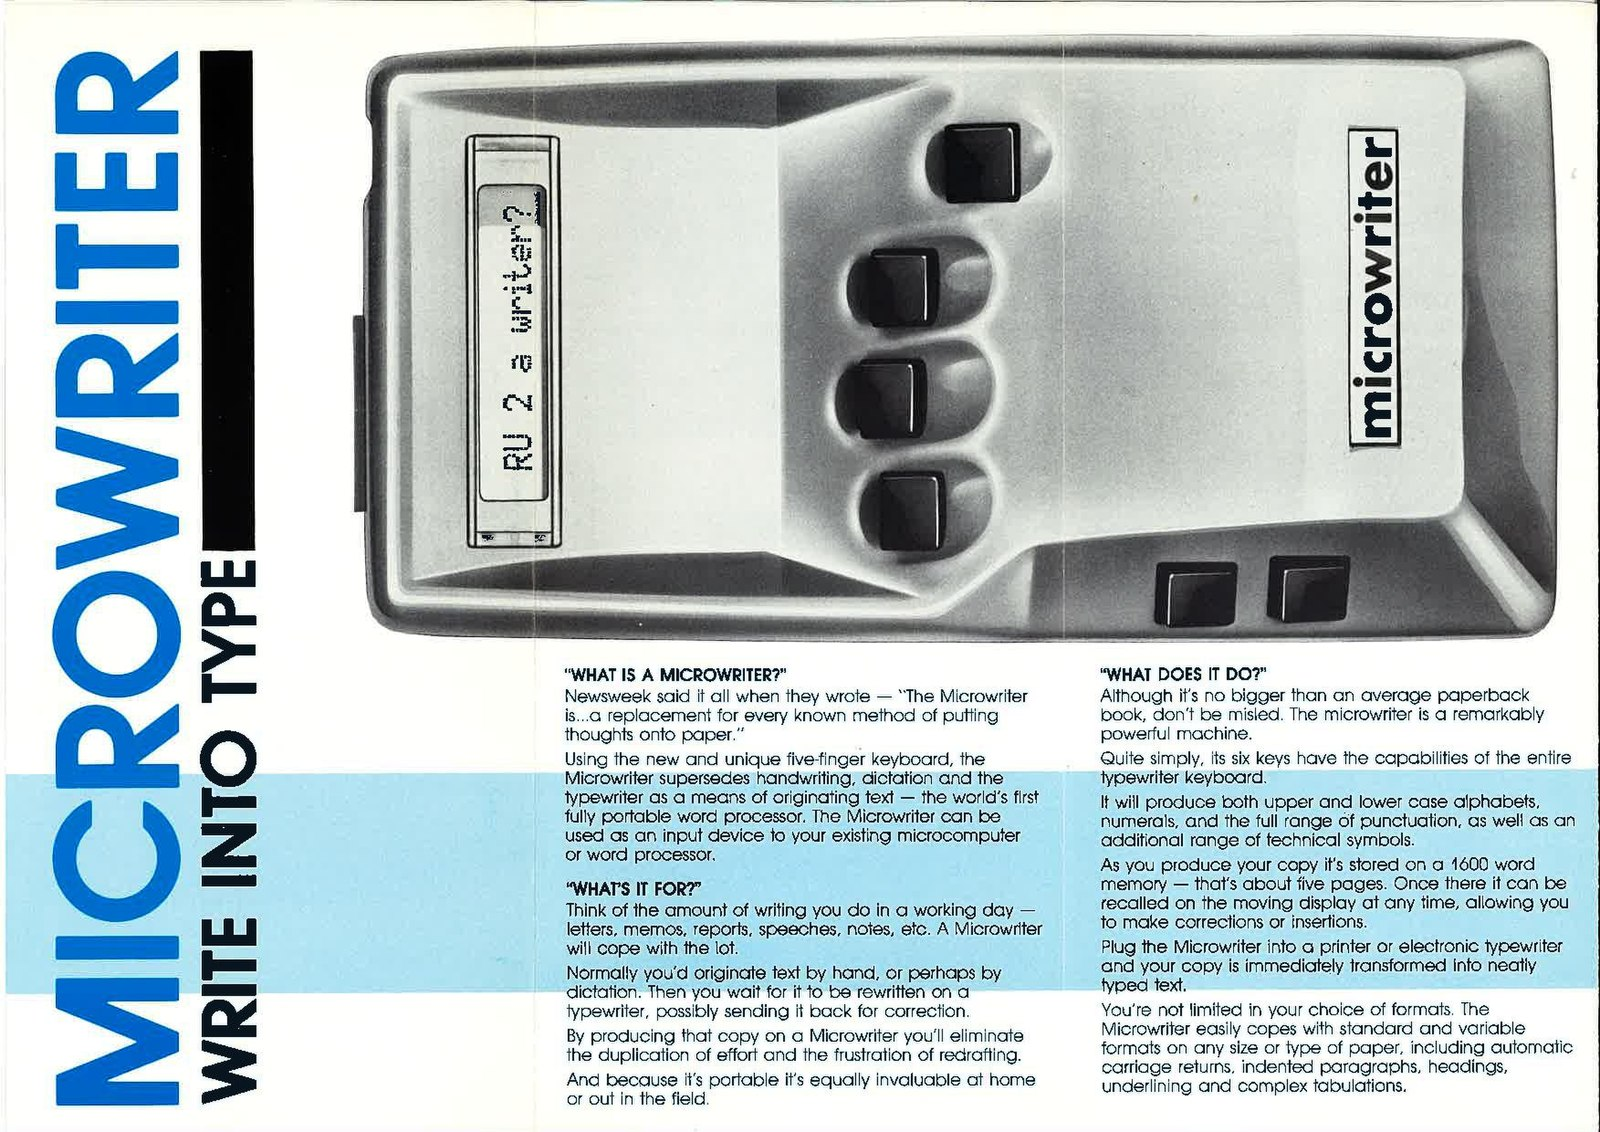 MICROWRITER
WRITE INTO TYPE
RU 2 a writer?
microwriter
"WHAT IS A MICROWRITER?"
Newsweek said it all when they wrote — "The Microwriter
is...a replacement for every known method of putting
thoughts onto paper."
Using the new and unique five-finger keyboard, the
Microwriter supersedes handwriting, dictation and the
typewriter as a means of originating text — the world's first
fully portable word processor. The Microwriter can be
used as an input device to your existing microcomputer
or word processor.
"WHAT'S IT FOR?"
Think of the amount of writing you do in a working day —
letters, memos, reports, speeches, notes, etc. A Microwriter
will cope with the lot.
Normally you'd originate text by hand, or perhaps by
dictation. Then you wait for it to be rewritten on a
typewriter, possibly sending it back for correction.
By producing that copy on a Microwriter you'll eliminate
the duplication of effort and the frustration of redrafting.
And because it's portable it's equally invaluable at home
or out in the field.
"WHAT DOES IT DO?"
Although it's no bigger than an average paperback
book, don't be misled. The microwriter is a remarkably
powerful machine.
Quite simply, its six keys have the capabilities of the entire
typewriter keyboard.
It will produce both upper and lower case alphabets,
numerals, and the full range of punctuation, as well as an
additional range of technical symbols.
As you produce your copy it's stored on a 1600 word
memory — that's about five pages. Once there it can be
recalled on the moving display at any time, allowing you
to make corrections or insertions.
Plug the Microwriter into a printer or electronic typewriter
and your copy is immediately transformed into neatly
typed text.
You're not limited in your choice of formats. The
Microwriter easily copes with standard and variable
formats on any size or type of paper, including automatic
carriage returns, indented paragraphs, headings,
underlining and complex tabulations.